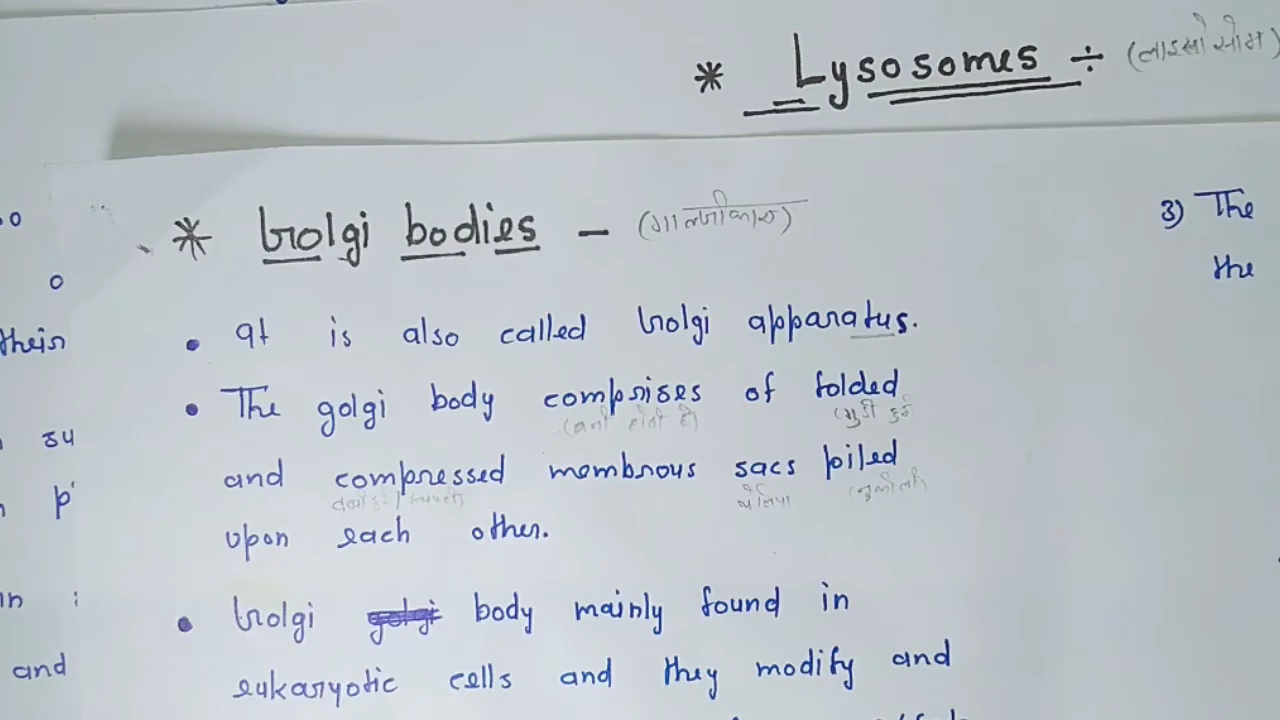 * Lysosomes ÷ (लाइसोसोम)
* Golgi bodies - (गाल्जीकाय)
• It is also called Golgi apparatus.
• The golgi body comprises of folded
(बनी होती है) (मुडी हुई
and compressed membrous sacs piled
थैलिया (नुकीली)
upon each other.
• Golgi body mainly found in
eukaryotic cells and they modify and
3) The
the
their
and